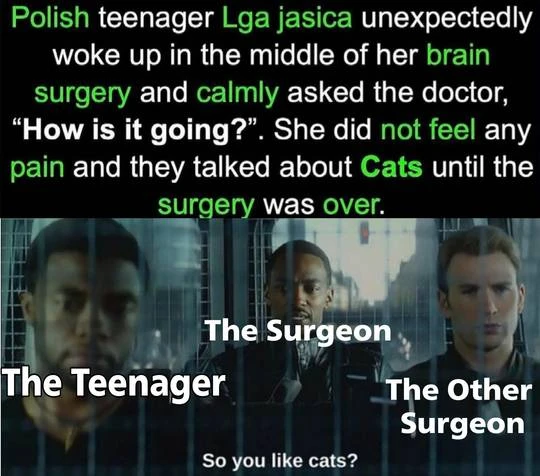 Polish teenager Lga jasica unexpectedly
woke up in the middle of her brain
surgery and calmly asked the doctor,
“How is it going?”. She did not feel any
pain and they talked about Cats until the
surgery was over.
The Surgeon
The Teenager
The Other
Surgeon
So you like cats?